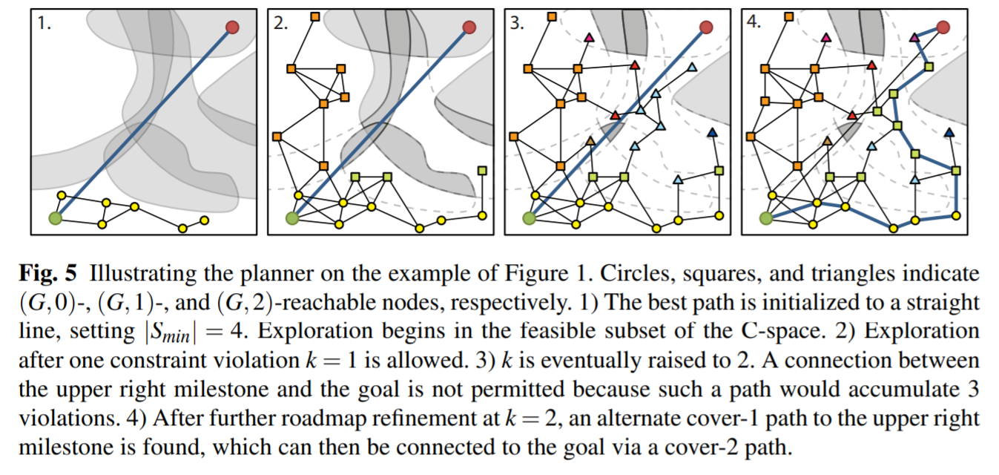 1.
2.
3.
4.
Fig. 5 Illustrating the planner on the example of Figure 1. Circles, squares, and triangles indicate
(G,0)-, (G,1)-, and (G,2)-reachable nodes, respectively. 1) The best path is initialized to a straight
line, setting |Smin| = 4. Exploration begins in the feasible subset of the C-space. 2) Exploration
after one constraint violation k = 1 is allowed. 3) k is eventually raised to 2. A connection between
the upper right milestone and the goal is not permitted because such a path would accumulate 3
violations. 4) After further roadmap refinement at k = 2, an alternate cover-1 path to the upper right
milestone is found, which can then be connected to the goal via a cover-2 path.